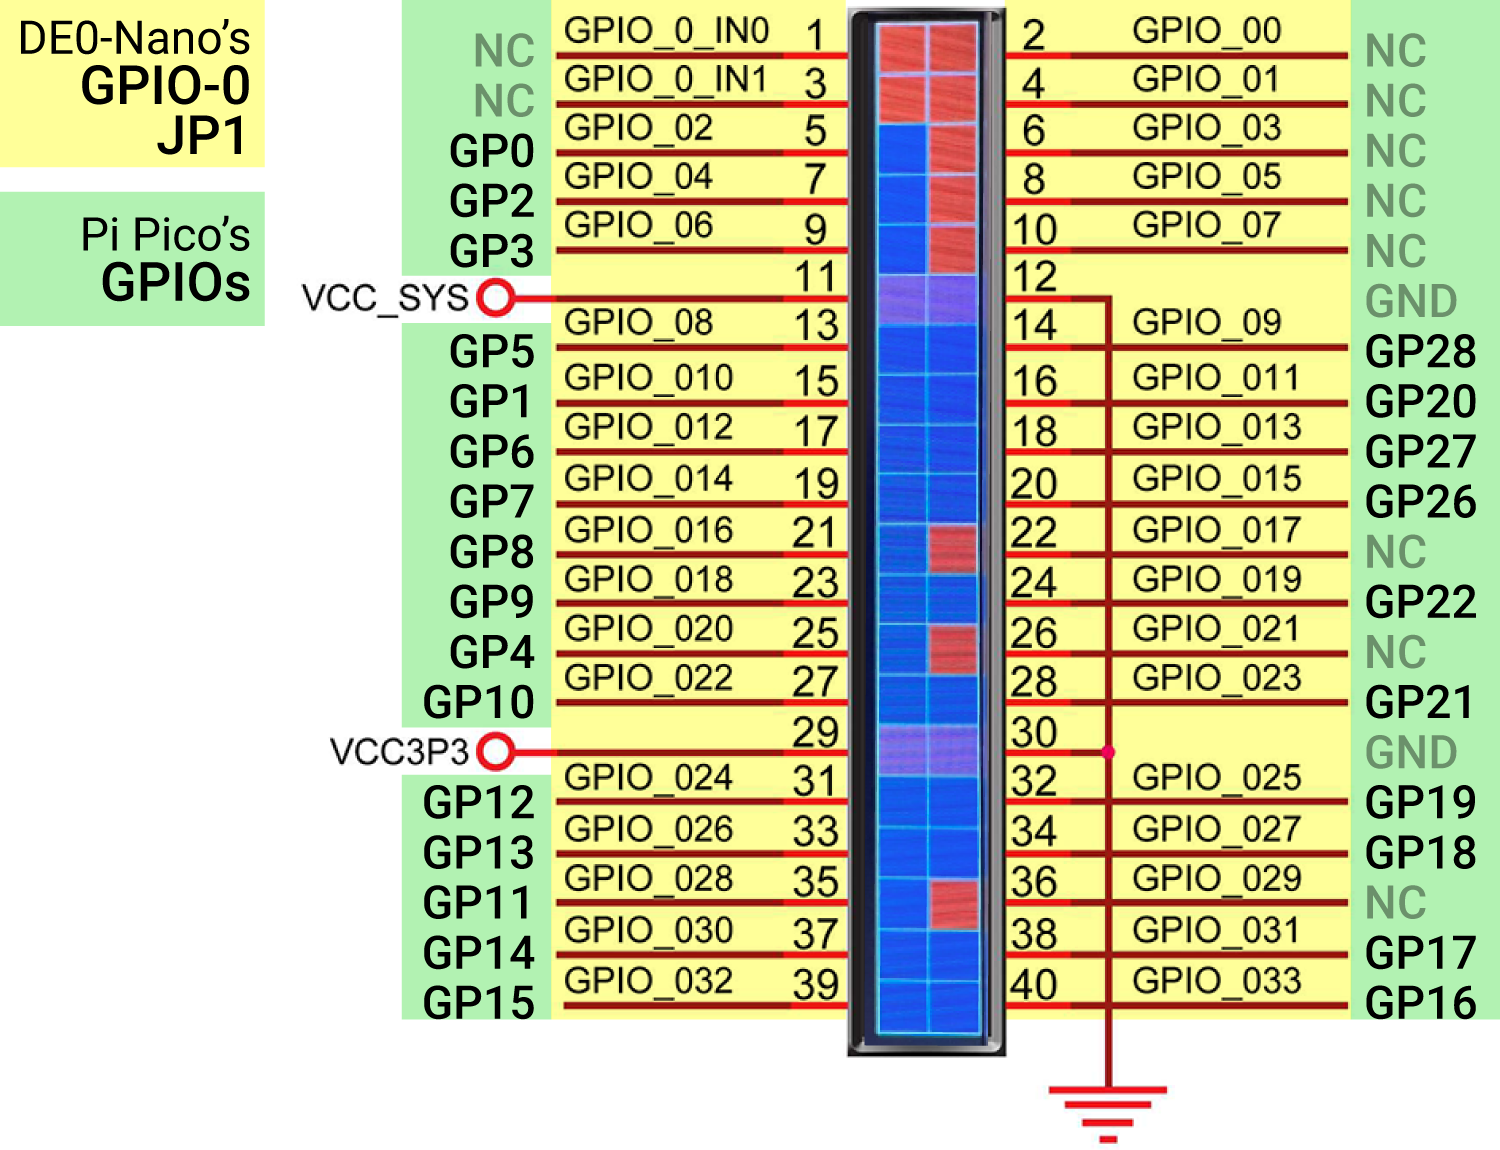 DE0-Nano's
GPIO-0
JP1
Pi Pico's
GPIOs
NC GPIO_0_IN0 1 2 GPIO_00 NC
NC GPIO_0_IN1 3 4 GPIO_01 NC
GP0 GPIO_02 5 6 GPIO_03 NC
GP2 GPIO_04 7 8 GPIO_05 NC
GP3 GPIO_06 9 10 GPIO_07 NC
VCC_SYS 11 12 GND
GP5 GPIO_08 13 14 GPIO_09 GP28
GP1 GPIO_010 15 16 GPIO_011 GP20
GP6 GPIO_012 17 18 GPIO_013 GP27
GP7 GPIO_014 19 20 GPIO_015 GP26
GP8 GPIO_016 21 22 GPIO_017 NC
GP9 GPIO_018 23 24 GPIO_019 GP22
GP4 GPIO_020 25 26 GPIO_021 NC
GP10 GPIO_022 27 28 GPIO_023 GP21
VCC3P3 29 30 GND
GP12 GPIO_024 31 32 GPIO_025 GP19
GP13 GPIO_026 33 34 GPIO_027 GP18
GP11 GPIO_028 35 36 GPIO_029 NC
GP14 GPIO_030 37 38 GPIO_031 GP17
GP15 GPIO_032 39 40 GPIO_033 GP16